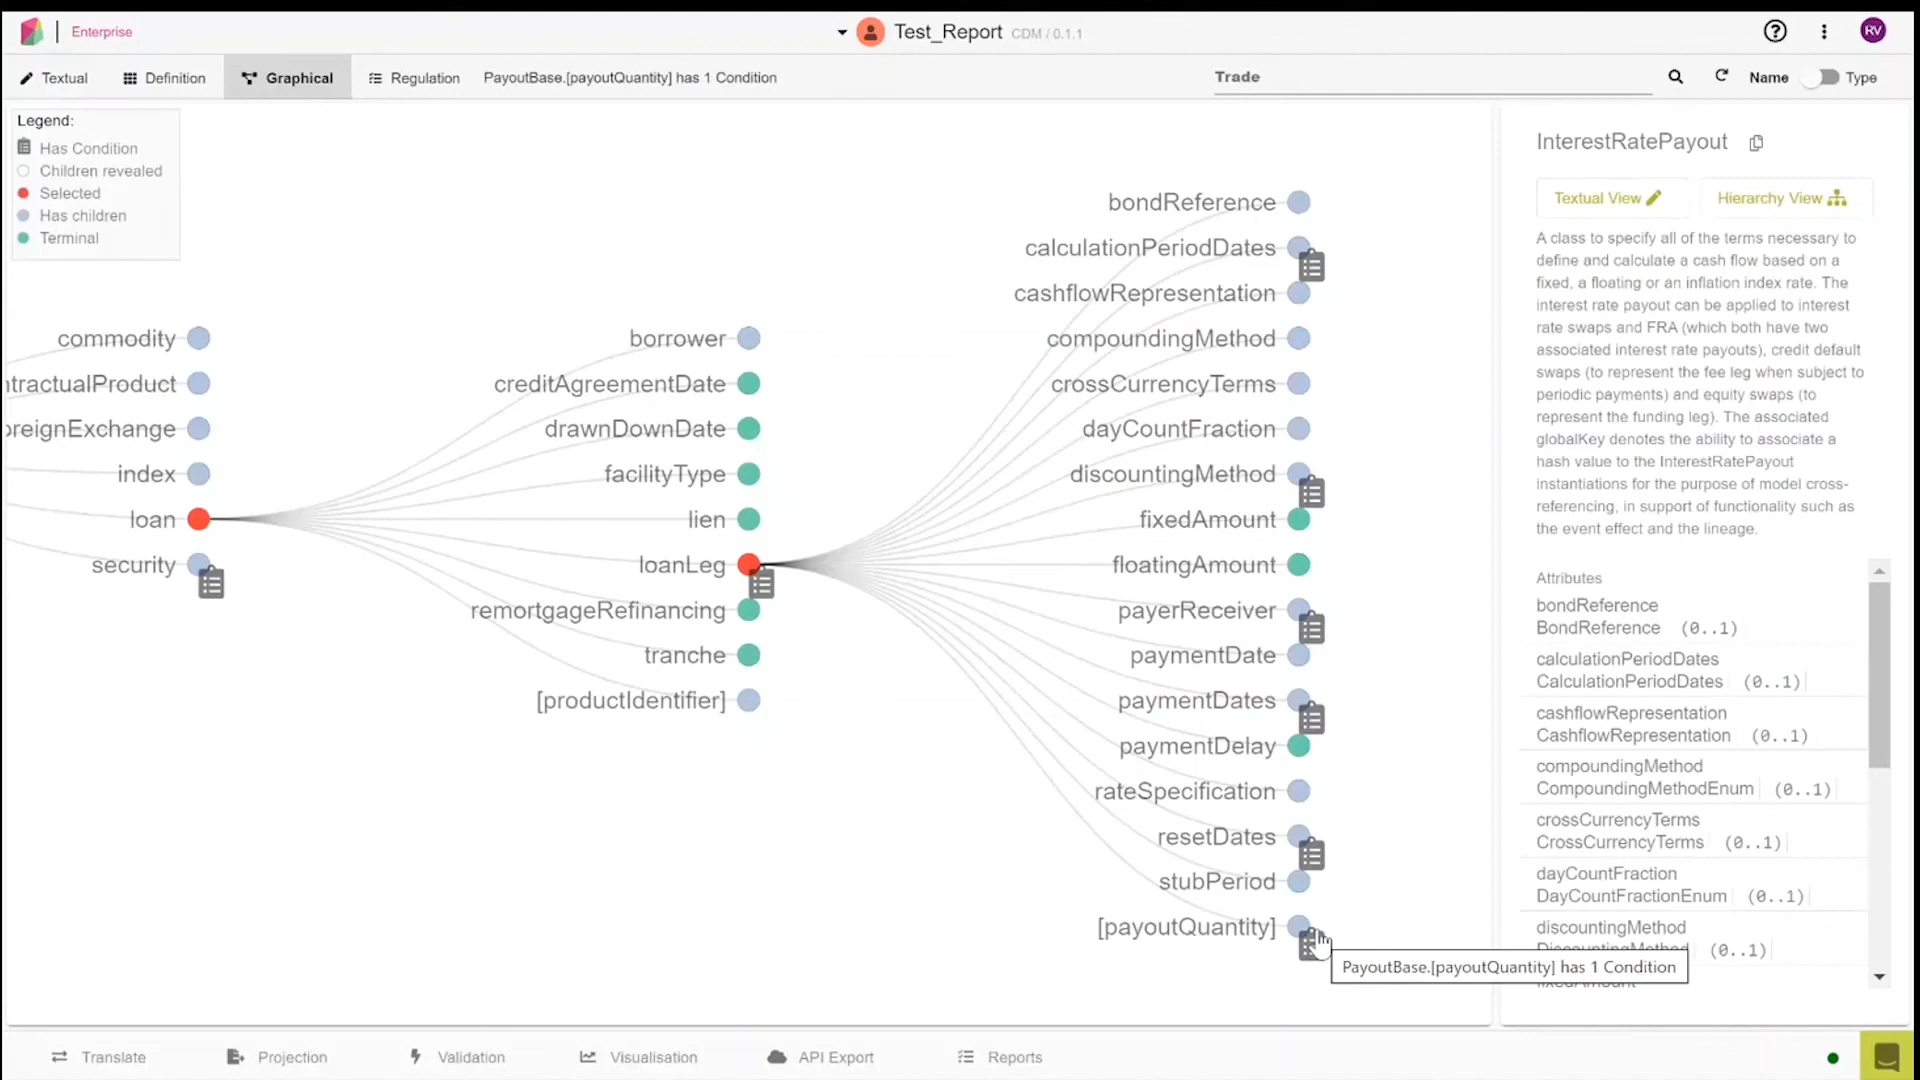 Enterprise
Test_Report CDM / 0.1.1
RV
Textual
Definition
Graphical
Regulation
PayoutBase.[payoutQuantity] has 1 Condition
Trade
Name
Type
Legend:
Has Condition
Children revealed
Selected
Has children
Terminal
commodity
ntractualProduct
oreignExchange
index
loan
security
borrower
creditAgreementDate
drawnDownDate
facilityType
lien
loanLeg
remortgageRefinancing
tranche
[productIdentifier]
bondReference
calculationPeriodDates
cashflowRepresentation
compoundingMethod
crossCurrencyTerms
dayCountFraction
discountingMethod
fixedAmount
floatingAmount
payerReceiver
paymentDate
paymentDates
paymentDelay
rateSpecification
resetDates
stubPeriod
[payoutQuantity]
PayoutBase.[payoutQuantity] has 1 Condition
InterestRatePayout
Textual View
Hierarchy View
A class to specify all of the terms necessary to
define and calculate a cash flow based on a
fixed, a floating or an inflation index rate. The
interest rate payout can be applied to interest
rate swaps and FRA (which both have two
associated interest rate payouts), credit default
swaps (to represent the fee leg when subject to
periodic payments) and equity swaps (to
represent the funding leg). The associated
globalKey denotes the ability to associate a
hash value to the InterestRatePayout
instantiations for the purpose of model cross-
referencing, in support of functionality such as
the event effect and the lineage.
Attributes
bondReference
BondReference (0..1)
calculationPeriodDates
CalculationPeriodDates (0..1)
cashflowRepresentation
CashflowRepresentation (0..1)
compoundingMethod
CompoundingMethodEnum (0..1)
crossCurrencyTerms
CrossCurrencyTerms (0..1)
dayCountFraction
DayCountFractionEnum (0..1)
discountingMethod
DiscountingMethod (0..1)
fixedAmount
Translate
Projection
Validation
Visualisation
API Export
Reports